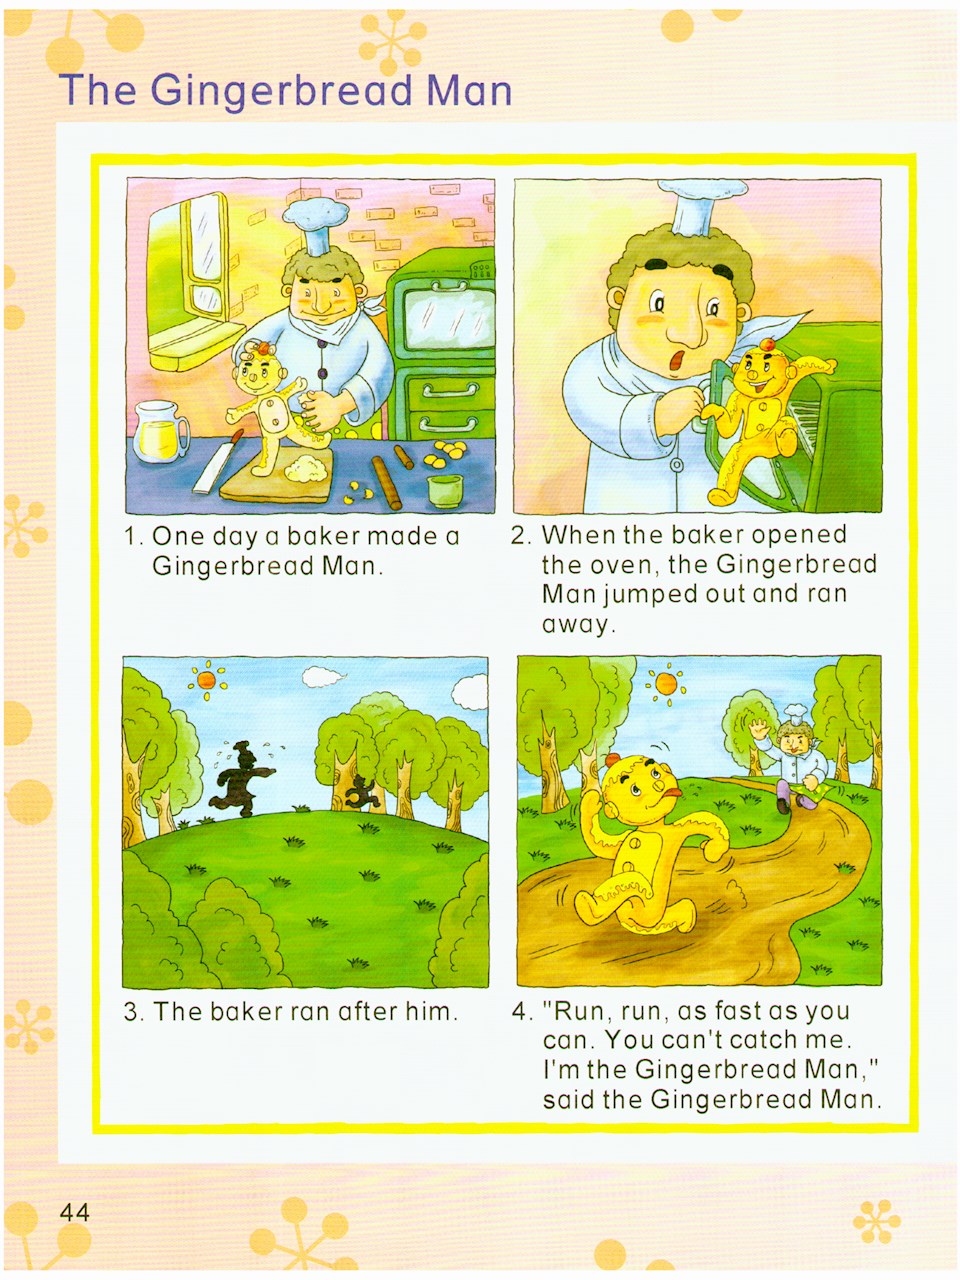 The Gingerbread Man
1. One day a baker made a
Gingerbread Man.
2. When the baker opened
the oven, the Gingerbread
Man jumped out and ran
away.
3. The baker ran after him.
4. "Run, run, as fast as you
can. You can't catch me.
I'm the Gingerbread Man,"
said the Gingerbread Man.
44